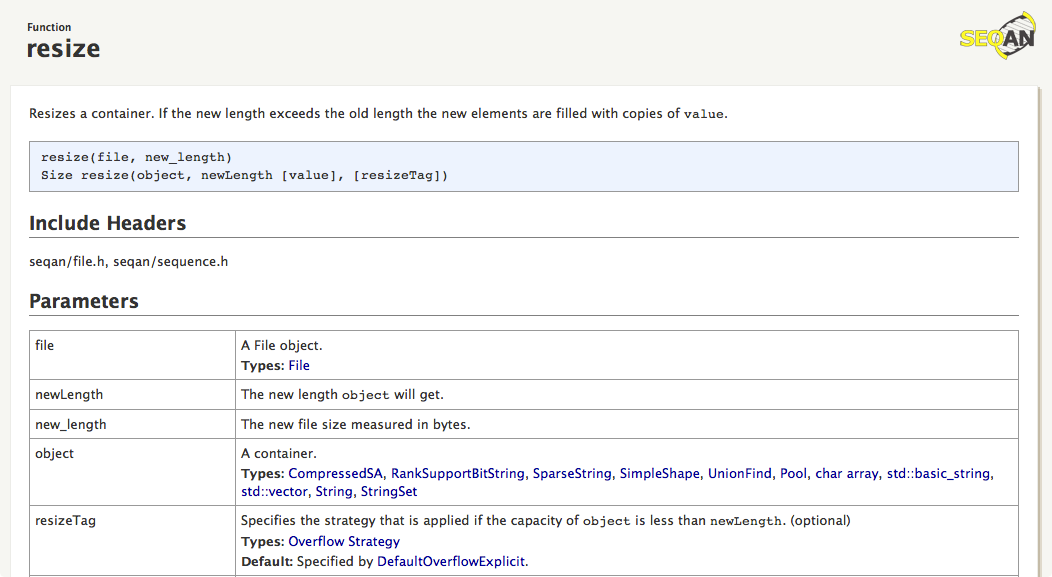 Function
resize
SEQAN
Resizes a container. If the new length exceeds the old length the new elements are filled with copies of value.
resize(file, new_length)
Size resize(object, newLength [value], [resizeTag])
Include Headers
seqan/file.h, seqan/sequence.h
Parameters
file
A File object.
Types: File
newLength
The new length object will get.
new_length
The new file size measured in bytes.
object
A container.
Types: CompressedSA, RankSupportBitString, SparseString, SimpleShape, UnionFind, Pool, char array, std::basic_string,
std::vector, String, StringSet
resizeTag
Specifies the strategy that is applied if the capacity of object is less than newLength. (optional)
Types: Overflow Strategy
Default: Specified by DefaultOverflowExplicit.